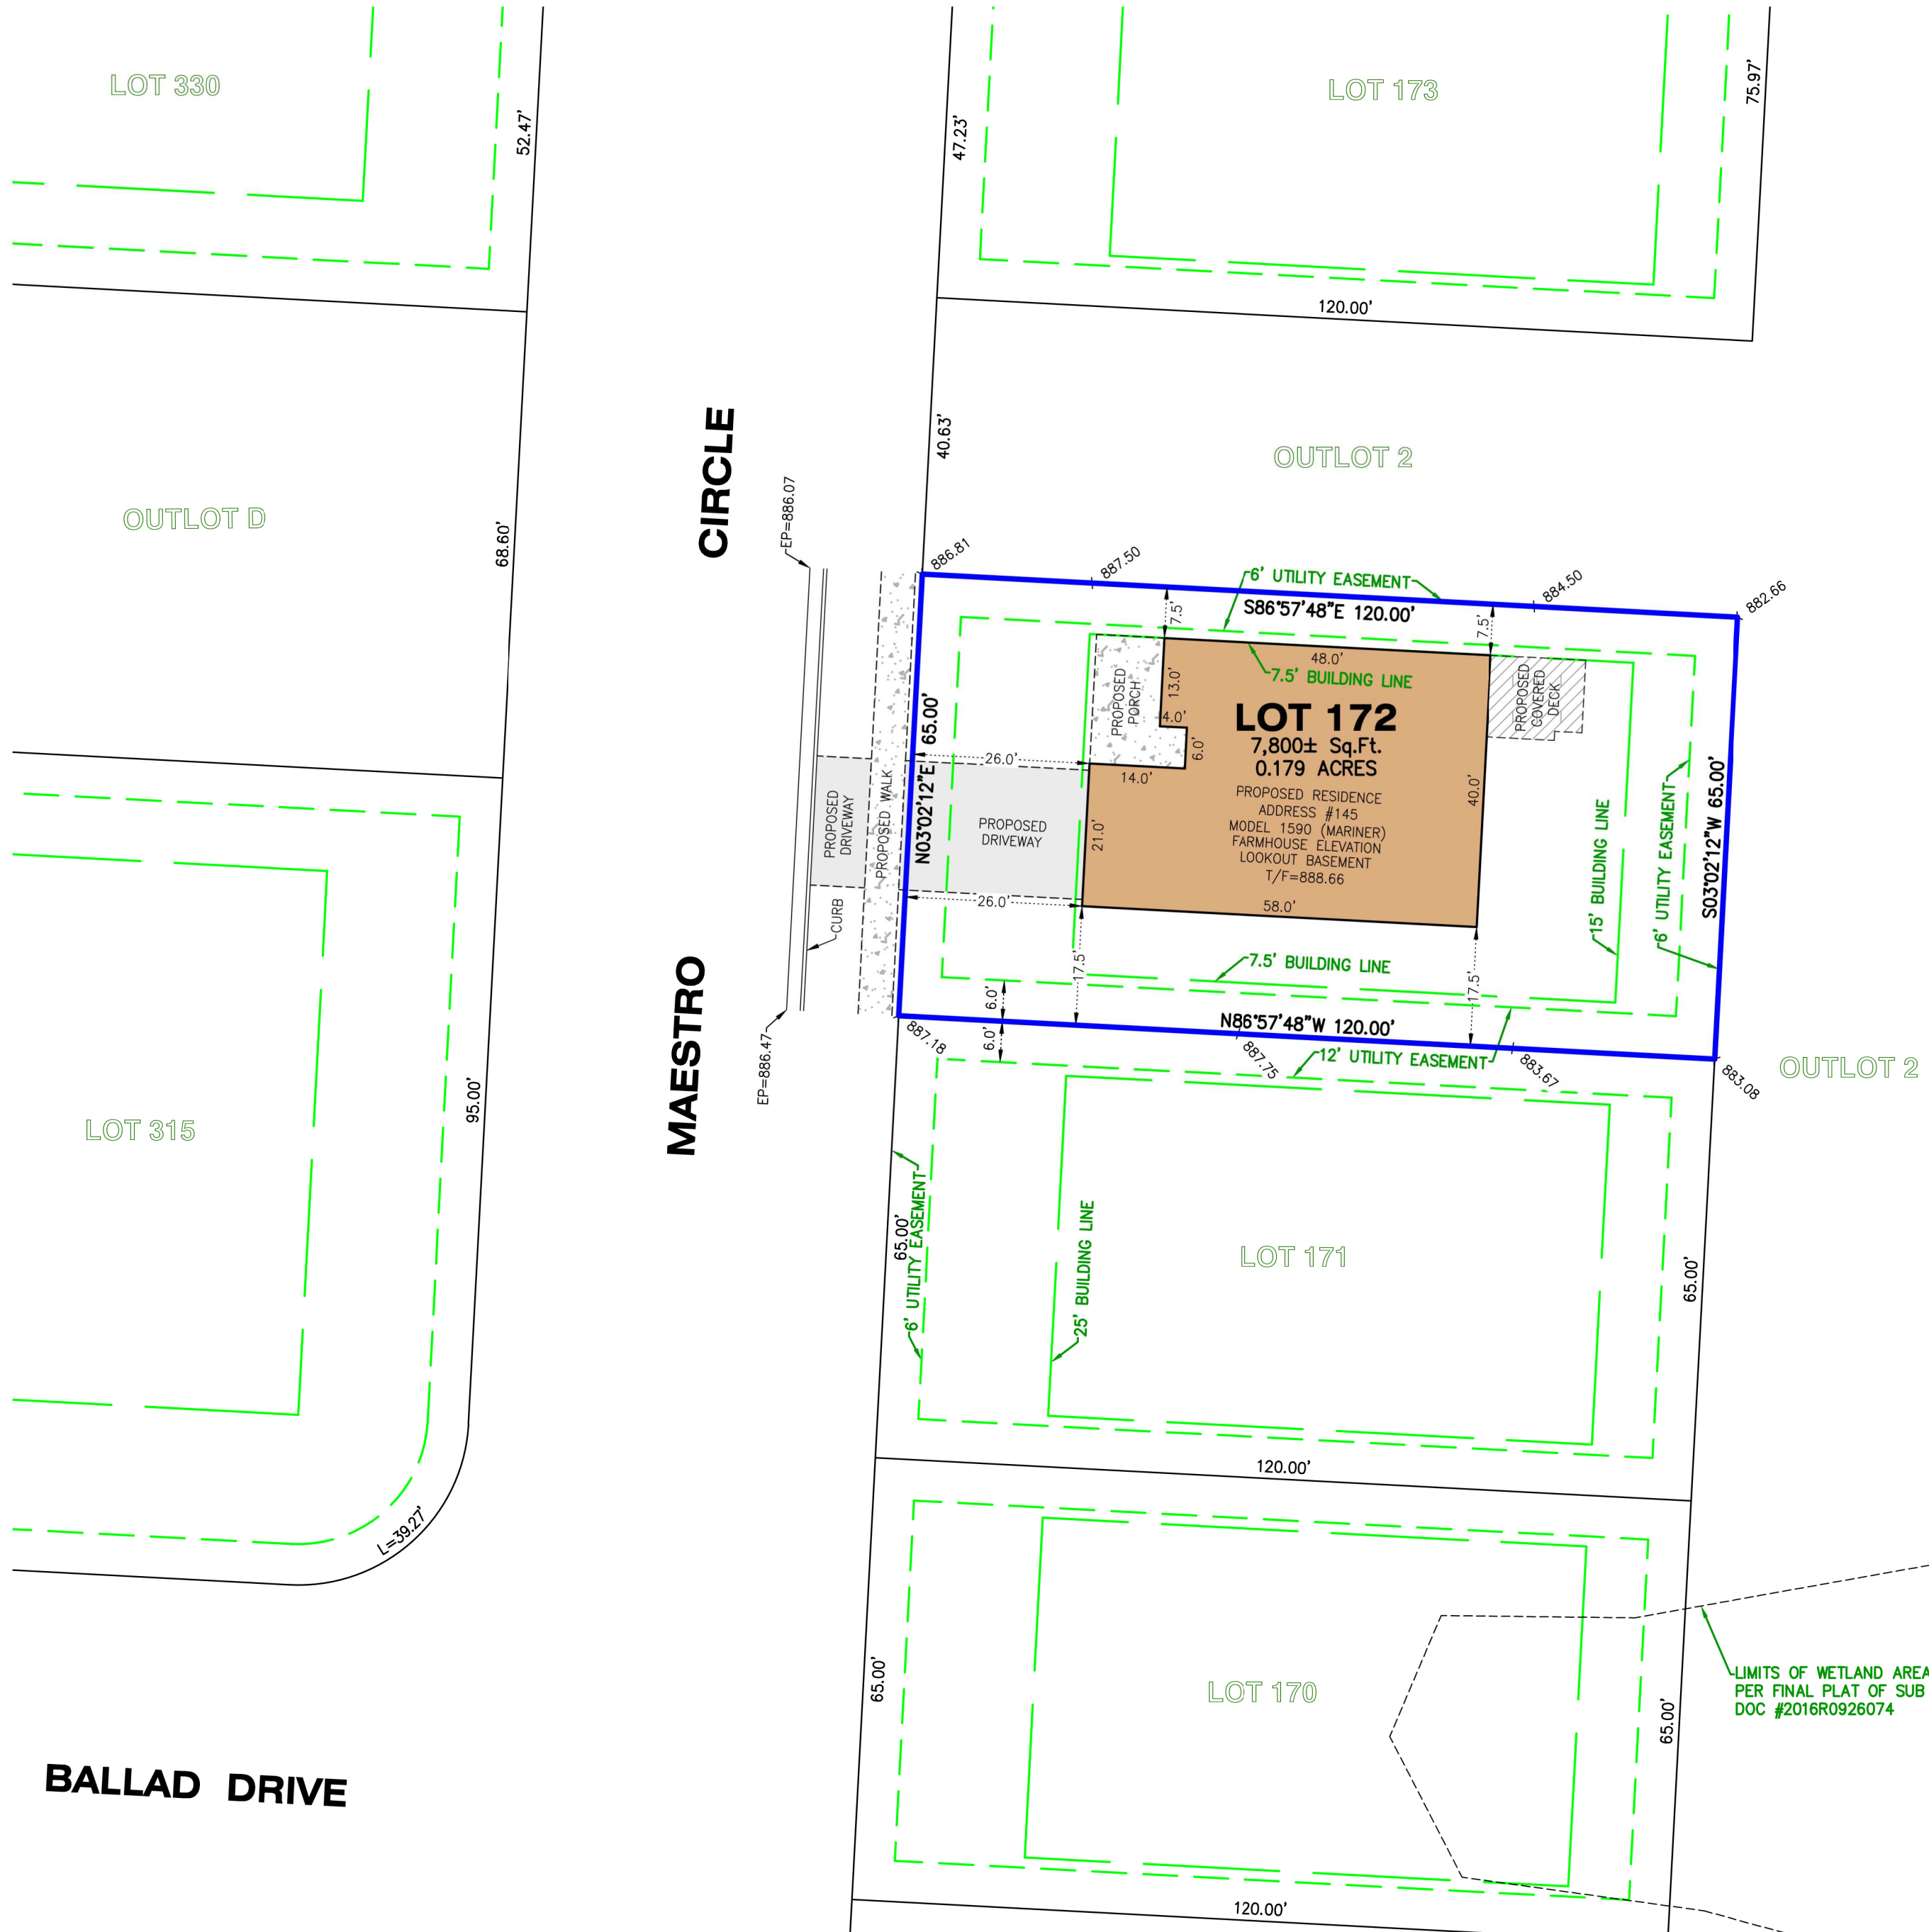 LOT 330
52.47'
47.23'
LOT 173
75.97'
120.00'
OUTLOT D
68.60'
CIRCLE
MAESTRO
40.63'
OUTLOT 2
EP=886.07
886.81
887.50
6' UTILITY EASEMENT
884.50
882.66
S86°57'48"E 120.00'
7.5'
7.5'
48.0'
7.5' BUILDING LINE
PROPOSED
PORCH
13.0'
4.0'
6.0'
14.0'
PROPOSED
COVERED
DECK
LOT 172
7,800± Sq.Ft.
0.179 ACRES
PROPOSED RESIDENCE
ADDRESS #145
MODEL 1590 (MARINER)
FARMHOUSE ELEVATION
LOOKOUT BASEMENT
T/F=888.66
N03°02'12"E 65.00'
26.0'
PROPOSED
DRIVEWAY
PROPOSED WALK
PROPOSED
DRIVEWAY
21.0'
40.0'
15' BUILDING LINE
6' UTILITY EASEMENT
S03°02'12"W 65.00'
26.0'
58.0'
CURB
17.5'
7.5' BUILDING LINE
17.5'
6.0'
6.0'
N86°57'48"W 120.00'
EP=886.47
887.18
887.75
12' UTILITY EASEMENT
883.67
883.08
OUTLOT 2
LOT 315
95.00'
L=39.27'
65.00'
6' UTILITY EASEMENT
25' BUILDING LINE
LOT 171
65.00'
120.00'
65.00'
LOT 170
65.00'
LIMITS OF WETLAND AREA
PER FINAL PLAT OF SUB
DOC #2016R0926074
BALLAD DRIVE
120.00'